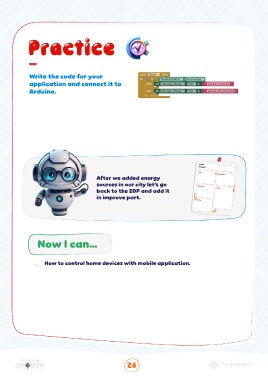 Practice
Write the code for your
application and connect it to
Arduino.
After we added energy
sources in our city let's go
back to the EDP and add it
in improve part.
Now I can...
How to control home devices with mobile application.
28